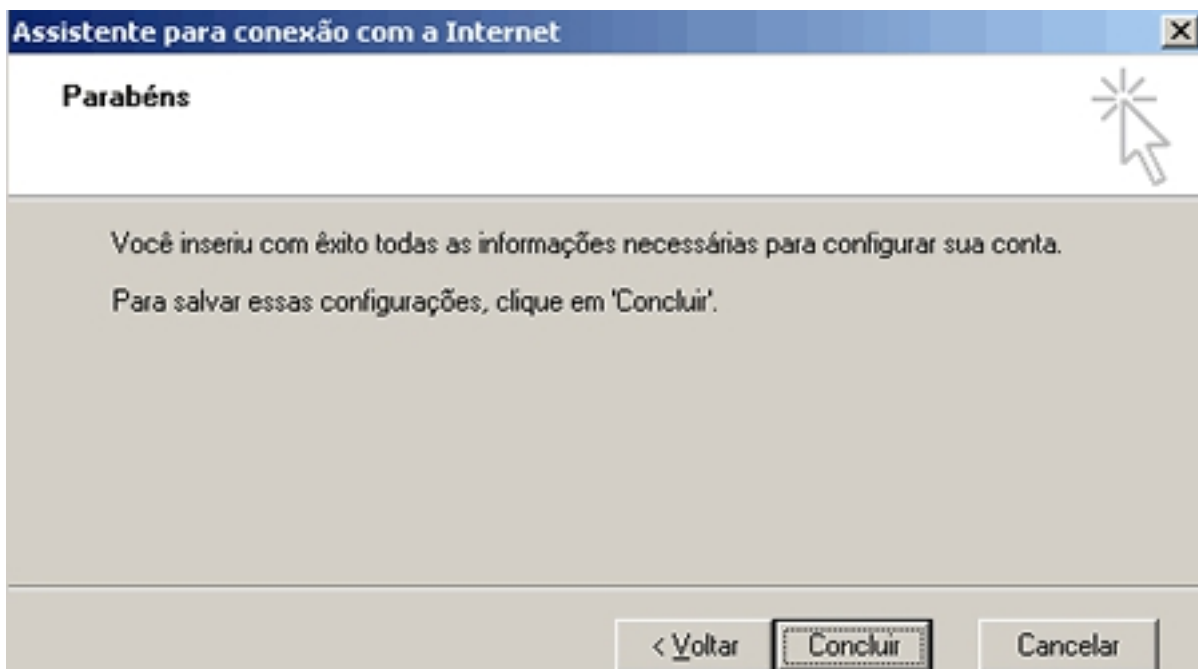 Assistente para conexão com a Internet
Parabéns
Você inseriu com êxito todas as informações necessárias para configurar sua conta.
Para salvar essas configurações, clique em 'Concluir'.
< Voltar Concluir Cancelar